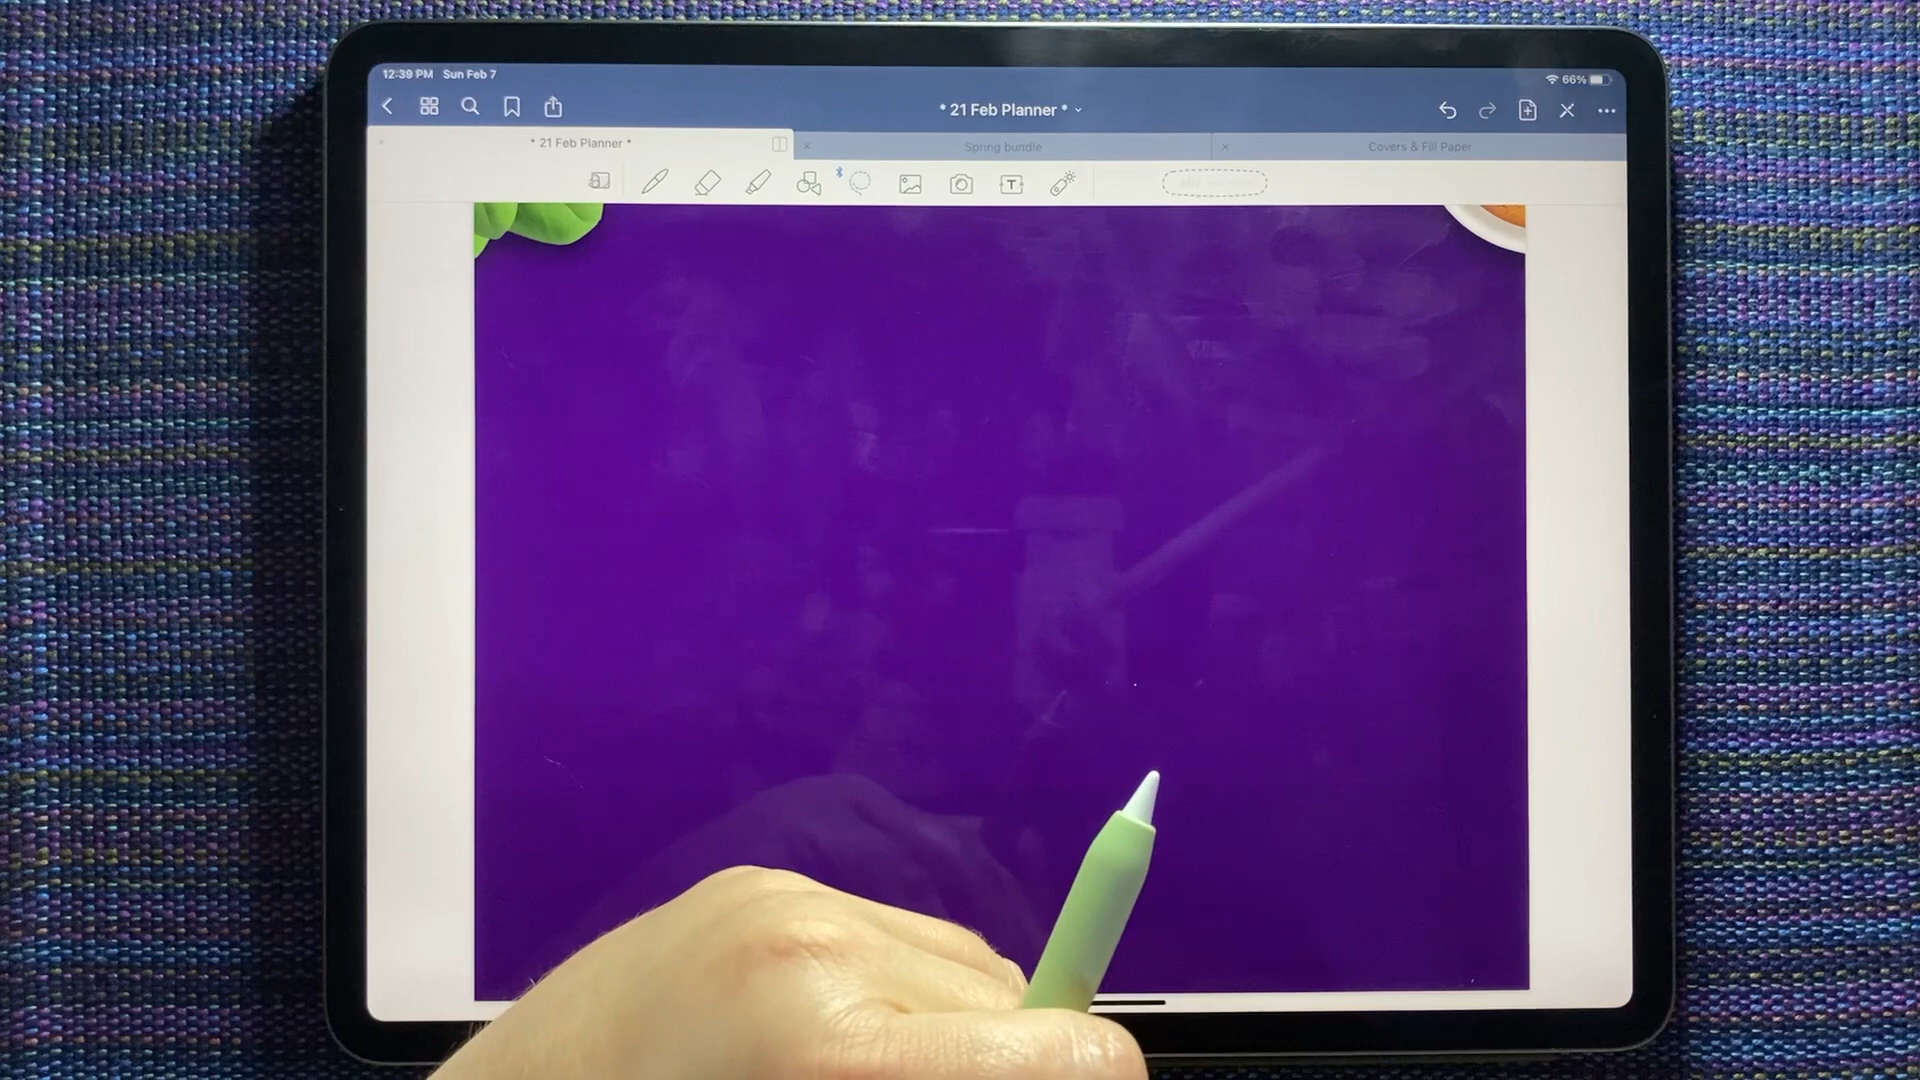 12:39 PM Sun Feb 7
66%
* 21 Feb Planner *
* 21 Feb Planner *
Spring bundle
Covers & Fill Paper
T